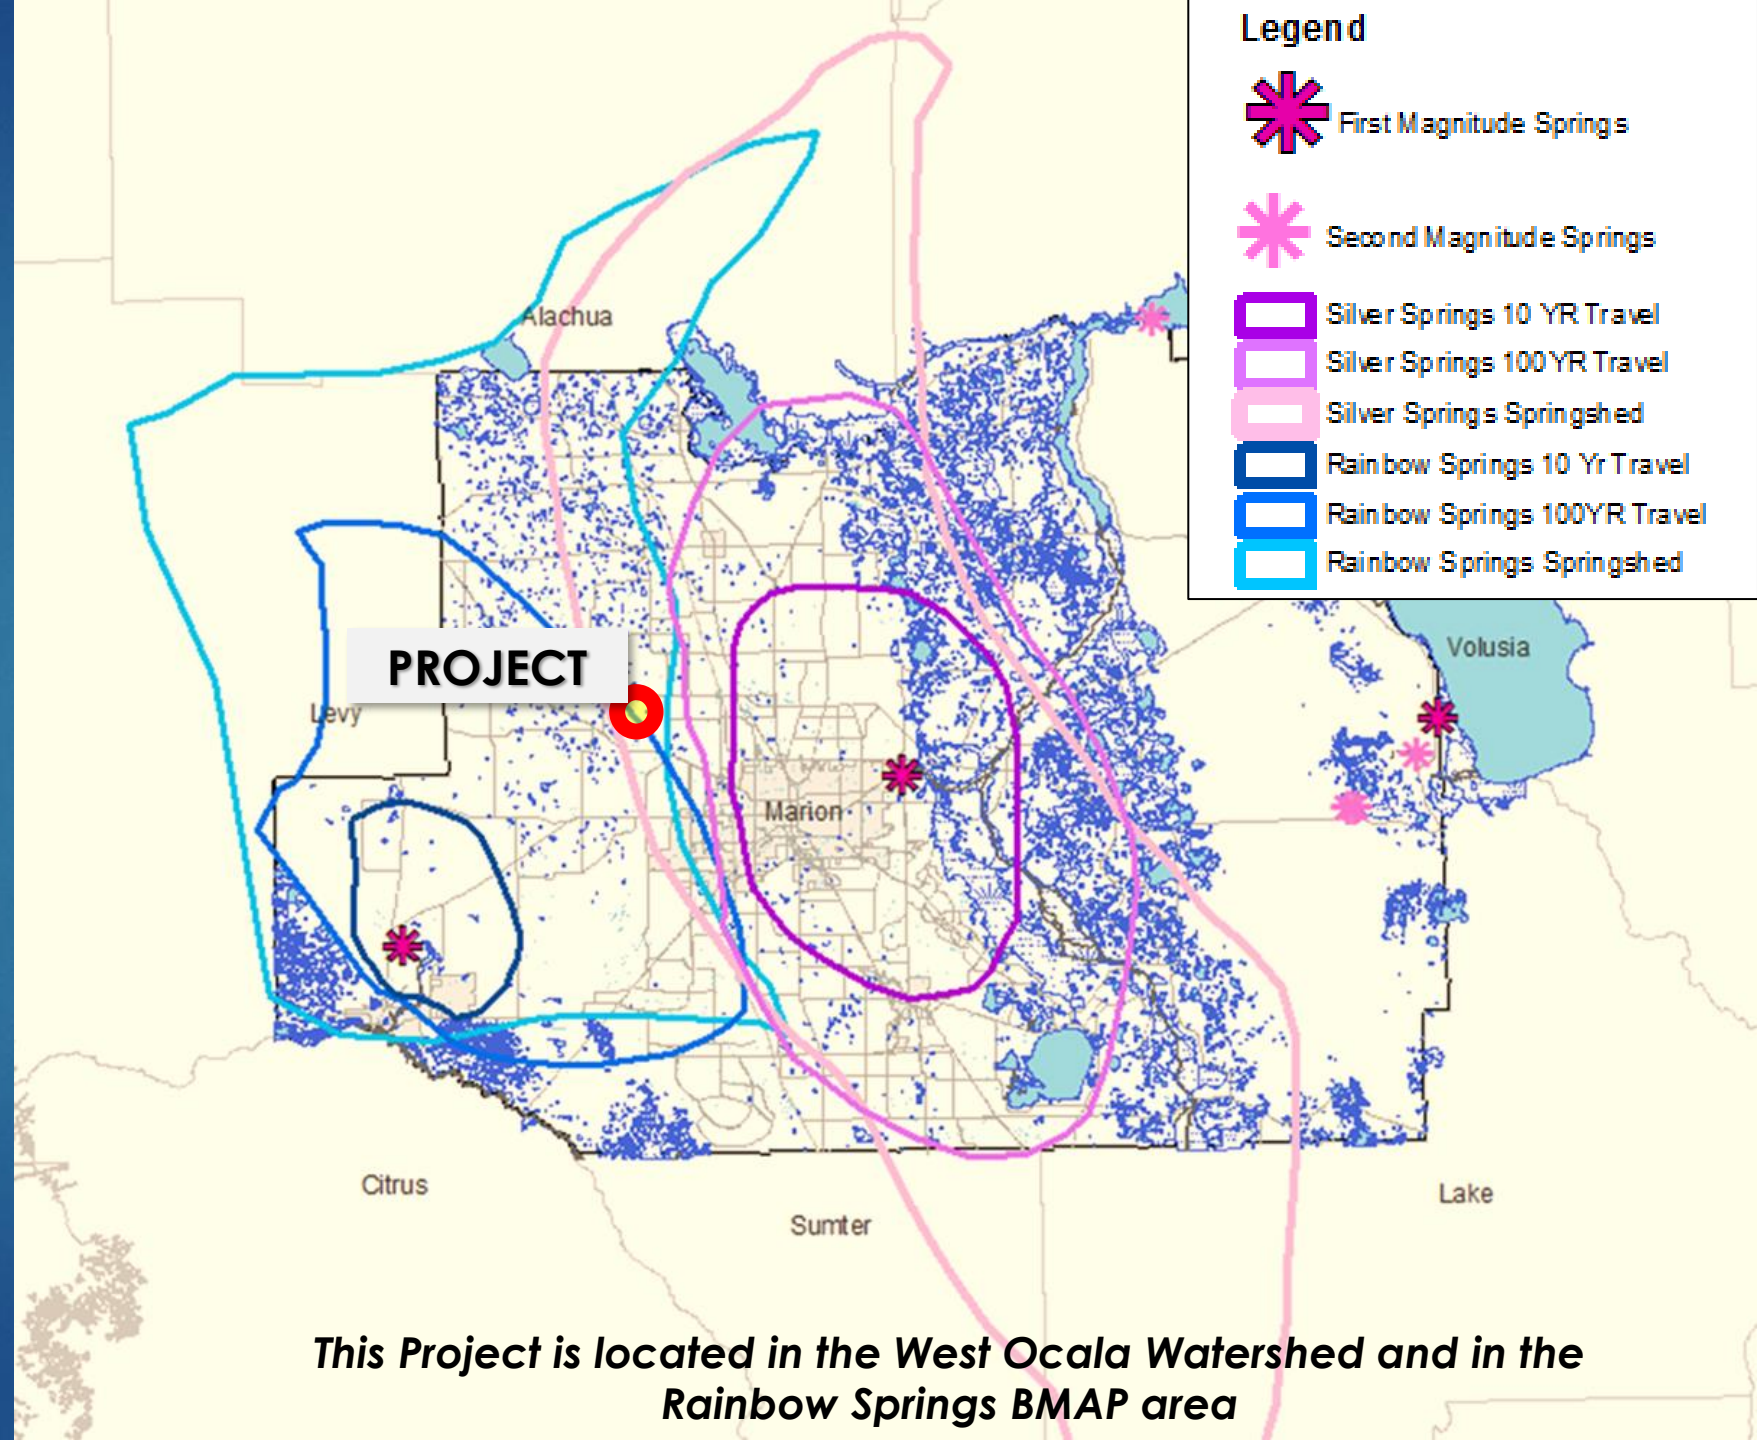 Legend
First Magnitude Springs
Second Magnitude Springs
Silver Springs 10 YR Travel
Silver Springs 100YR Travel
Silver Springs Springshed
Rainbow Springs 10 Yr Travel
Rainbow Springs 100YR Travel
Rainbow Springs Springshed
Alachua
Volusia
PROJECT
Levy
Marion
Citrus
Lake
Sumter
This Project is located in the West Ocala Watershed and in the
Rainbow Springs BMAP area